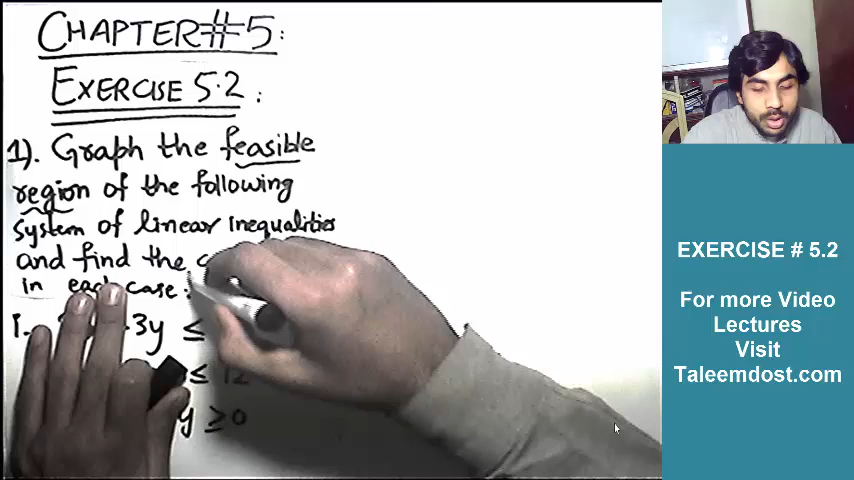 CHAPTER#5:
EXERCISE 5.2:
1). Graph the feasible
region of the following
system of linear inequalities
and find the
in each case:
3y ≤
≤ 12
y ≥ 0
EXERCISE # 5.2
For more Video
Lectures
Visit
Taleemdost.com